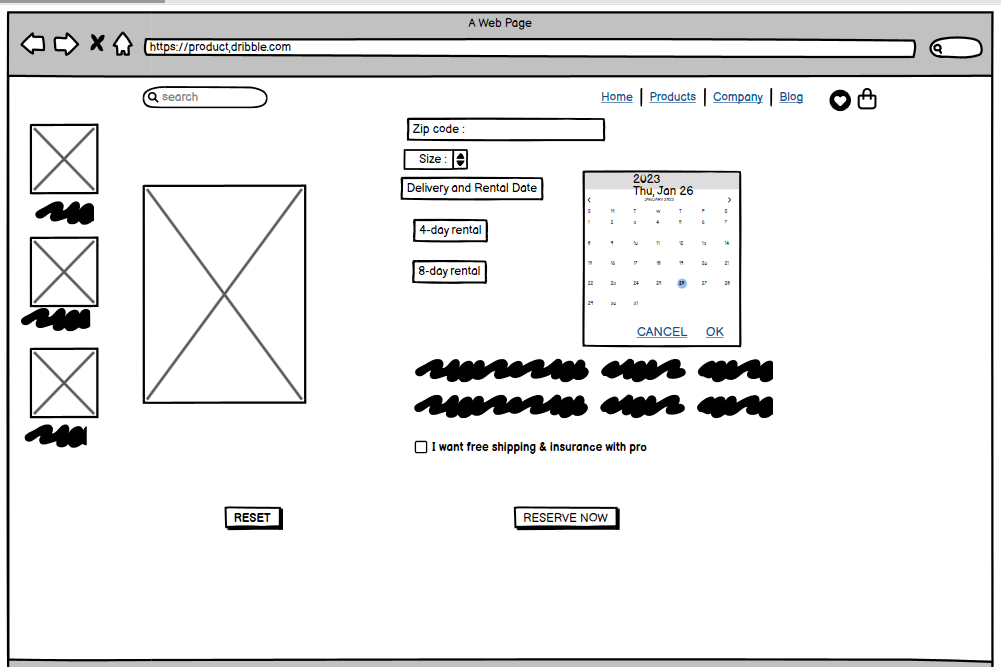 A Web Page
https://product.dribble.com
search
Home Products Company Blog
Zip code :
Size :
Delivery and Rental Date
4-day rental
8-day rental
2023
Thu, Jan 26
JANUARY 2023
S M T W T F S
1 2 3 4 5 6 7
8 9 10 11 12 13 14
15 16 17 18 19 20 21
22 23 24 25 26 27 28
29 30 31
CANCEL OK
I want free shipping & insurance with pro
RESET
RESERVE NOW